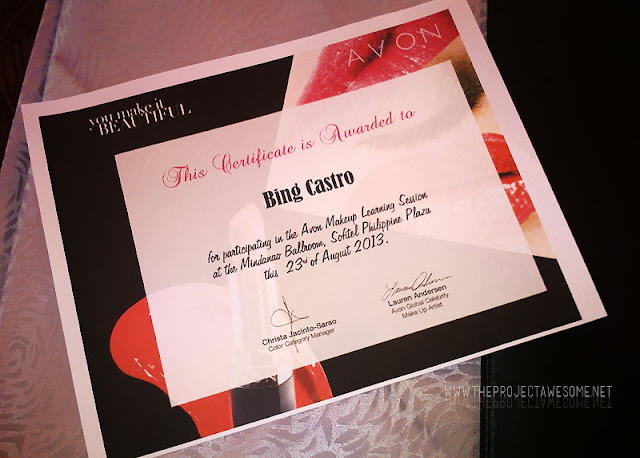 AVON
you make it
BEAUTIFUL
This Certificate is Awarded to
Bing Castro
for participating in the Avon Makeup Learning Session
at the Mindanao Ballroom, Sofitel Philippine Plaza
this 23rd of August 2013.
Christa Jacinto-Sarao
Color Category Manager
Lauren Andersen
Avon Global Celebritty
Make Up Artist
WWW.THEPROJECTAWESOME.NET